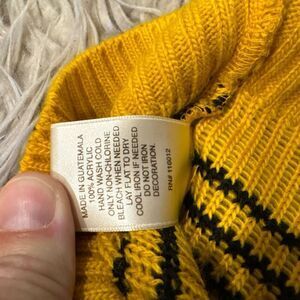 MADE IN GUATEMALA
100% ACRYLIC
HAND WASH COLD
ONLY NON-CHLORINE
BLEACH WHEN NEEDED
LAY FLAT TO DRY
COOL IRON IF NEEDED
DO NOT IRON
DECORATION.
RN# 116012